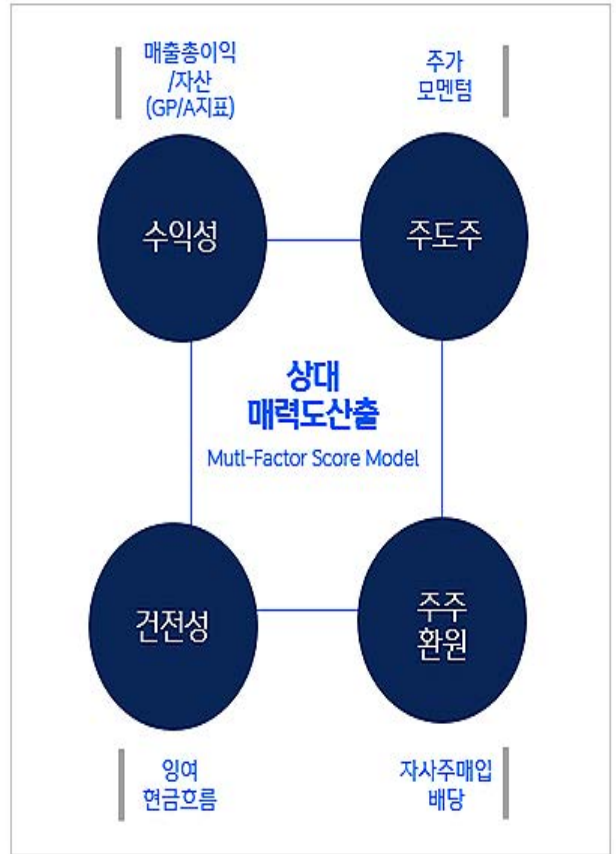 매출총이익
/자산
(GP/A지표)
주가
모멘텀
수익성
주도주
상대
매력도산출
Mutl-Factor Score Model
건전성
주주
환원
잉여
현금흐름
자사주매입
배당